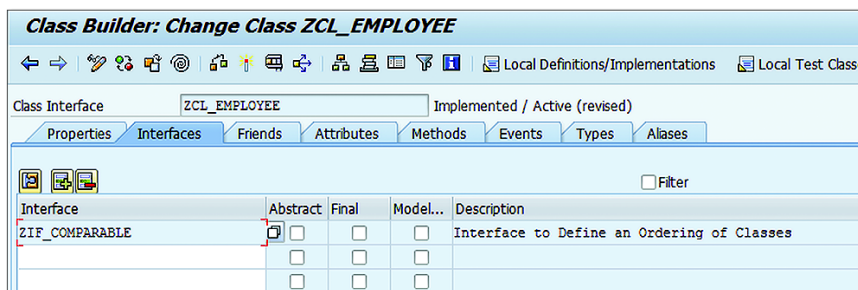 Class Builder: Change Class ZCL_EMPLOYEE
Local Definitions/Implementations Local Test Class
Class Interface ZCL_EMPLOYEE Implemented / Active (revised)
Properties Interfaces Friends Attributes Methods Events Types Aliases
Filter
Interface Abstract Final Model... Description
ZIF_COMPARABLE Interface to Define an Ordering of Classes